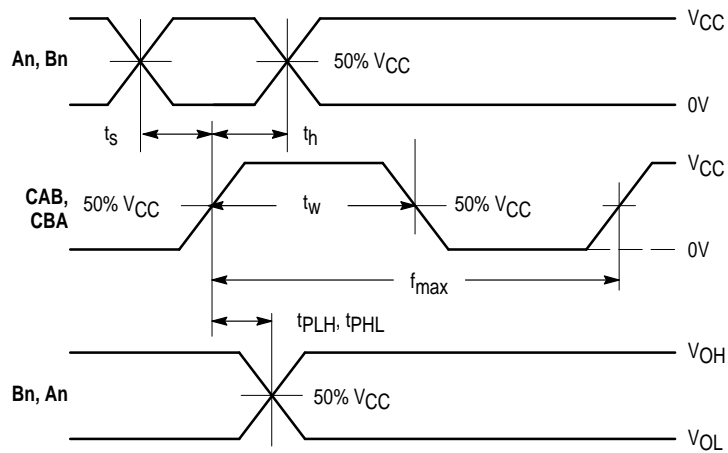 VCC
An, Bn
50% VCC
0V
ts
th
VCC
CAB,
CBA
50% VCC
tw
50% VCC
0V
fmax
tPLH, tPHL
VOH
Bn, An
50% VCC
VOL